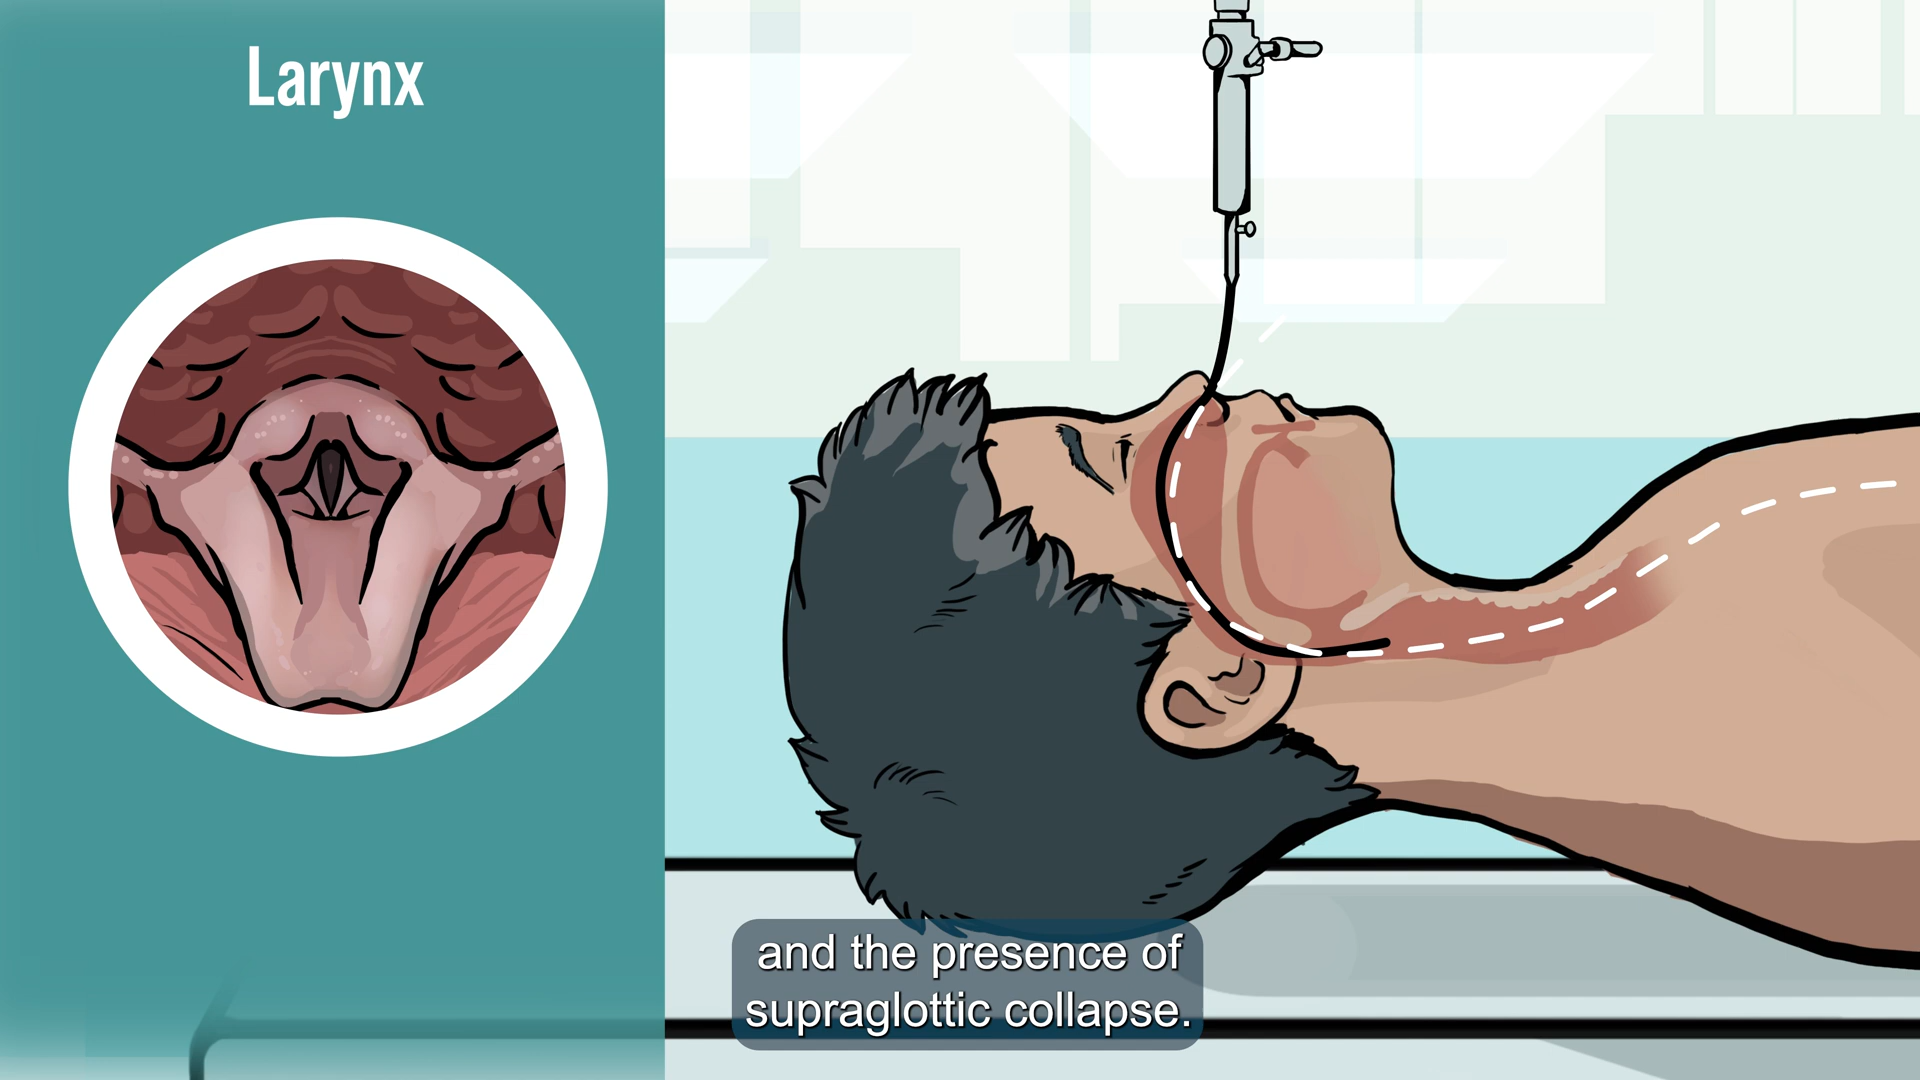 Larynx
and the presence of
supraglottic collapse.